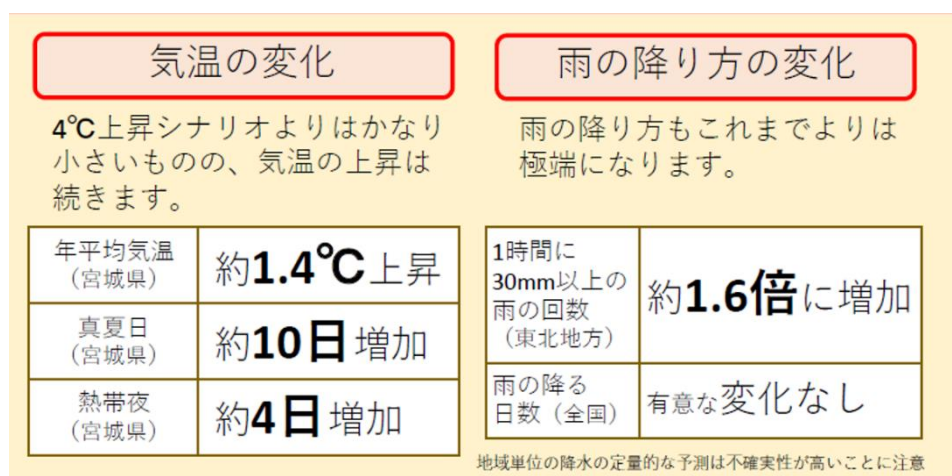 気温の変化
4℃上昇シナリオよりはかなり
小さいものの、気温の上昇は
続きます。
年平均気温
(宮城県)
約1.4℃上昇
真夏日
(宮城県)
約10日増加
熱帯夜
(宮城県)
約4日増加
雨の降り方の変化
雨の降り方もこれまでよりは
極端になります。
1時間に
30mm以上の
雨の回数
(東北地方)
約1.6倍に増加
雨の降る
日数(全国)
有意な変化なし
地域単位の降水の定量的な予測は不確実性が高いことに注意